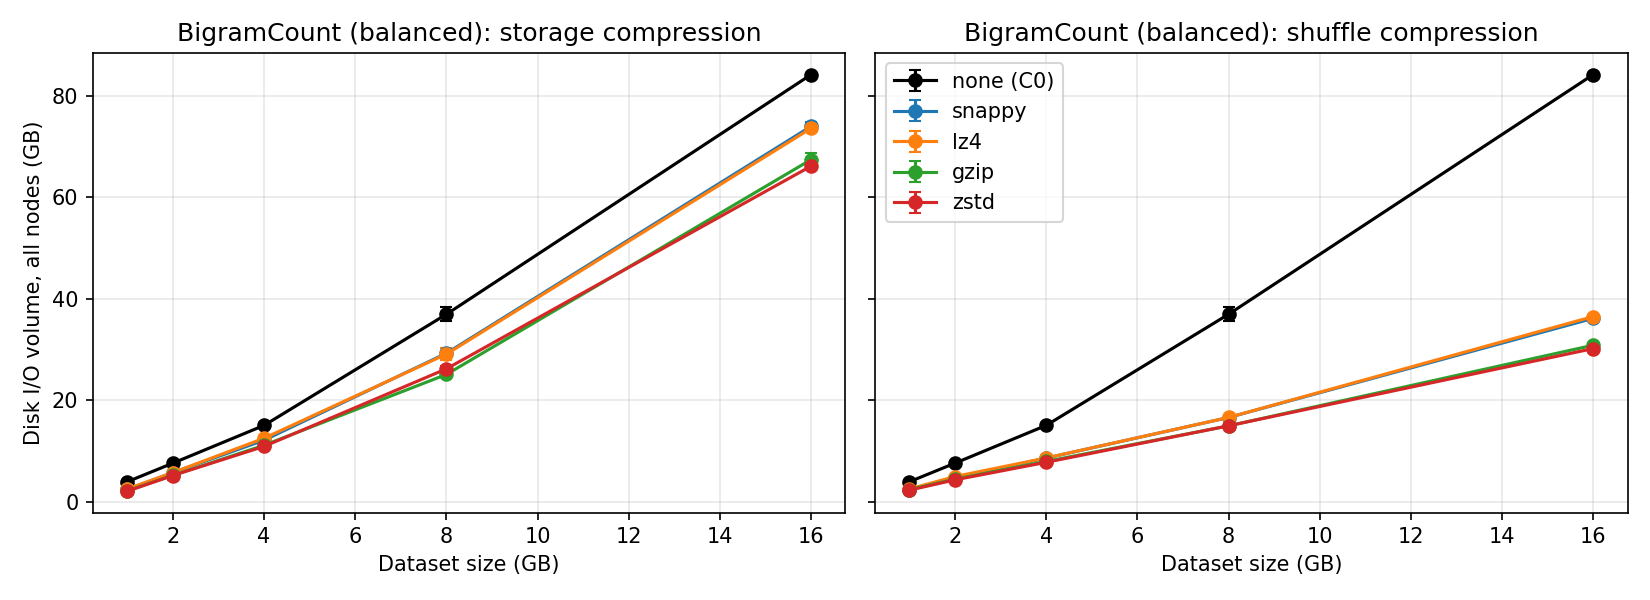 BigramCount (balanced): storage compression
Disk I/O volume, all nodes (GB)
80
60
40
20
0
2 4 6 8 10 12 14 16
Dataset size (GB)
BigramCount (balanced): shuffle compression
none (C0)
snappy
lz4
gzip
zstd
2 4 6 8 10 12 14 16
Dataset size (GB)